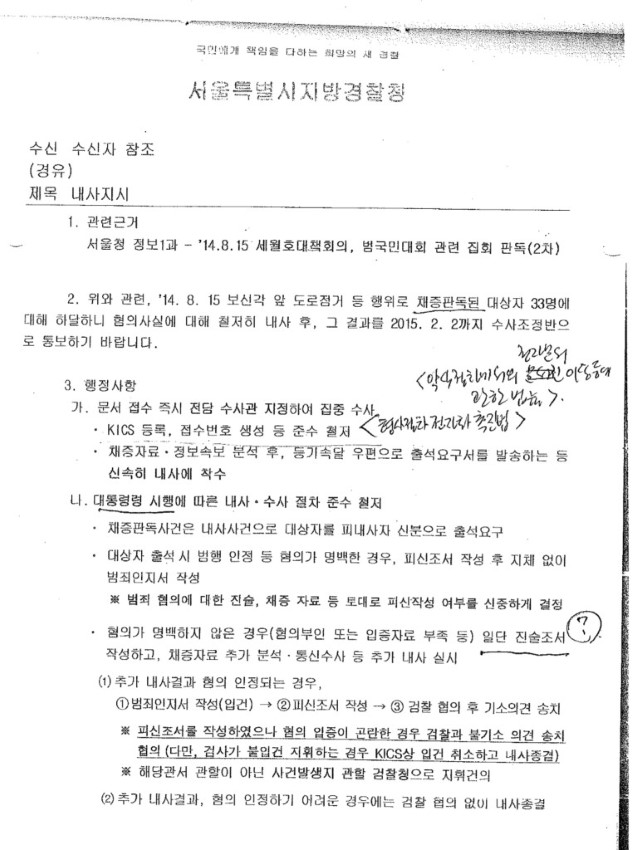 국민에게 책임을 다하는 희망의 새 경찰
서울특별시지방경찰청
수신 수신자 참조
(경유)
제목 내사지시
1. 관련근거
서울청 정보1과 - '14.8.15 세월호대책회의, 범국민대회 관련 집회 판독(2차)
2. 위와 관련, '14. 8. 15 보신각 앞 도로점거 등 행위로 채증판독된 대상자 33명에
대해 하달하니 혐의사실에 대해 철저히 내사 후, 그 결과를 2015. 2. 2까지 수사조정반으
로 통보하기 바랍니다.
전자문서
<약식절차에서의 이용등에
관한 법률>.
3. 행정사항
가. 문서 접수 즉시 전담 수사관 지정하여 집중 수사
· KICS 등록, 접수번호 생성 등 준수 철저 <형사절차 전자화 촉진법>
· 채증자료·정보속보 분석 후, 등기속달 우편으로 출석요구서를 발송하는 등
신속히 내사에 착수
나. 대통령령 시행에 따른 내사·수사 절차 준수 철저
· 채증판독사건은 내사사건으로 대상자를 피내사자 신분으로 출석요구
· 대상자 출석시 범행 인정 등 혐의가 명백한 경우, 피신조서 작성 후 지체 없이
범죄인지서 작성
※ 범죄 혐의에 대한 진술, 채증 자료 등 토대로 피신작성 여부를 신중하게 결정
?
· 혐의가 명백하지 않은 경우(혐의부인 또는 입증자료 부족 등) 일단 진술조서
작성하고, 채증자료 추가 분석·통신수사 등 추가 내사 실시
(1) 추가 내사결과 혐의 인정되는 경우,
①범죄인지서 작성(입건) → ②피신조서 작성 → ③ 검찰 협의 후 기소의견 송치
※ 피신조서를 작성하였으나 혐의 입증이 곤란한 경우 검찰과 불기소 의견 송치
협의 (다만, 검사가 불입건 지휘하는 경우 KICS상 입건 취소하고 내사종결)
※ 해당관서 관할이 아닌 사건발생지 관할 검찰청으로 지휘건의
(2) 추가 내사결과, 혐의 인정하기 어려운 경우에는 검찰 협의 없이 내사종결